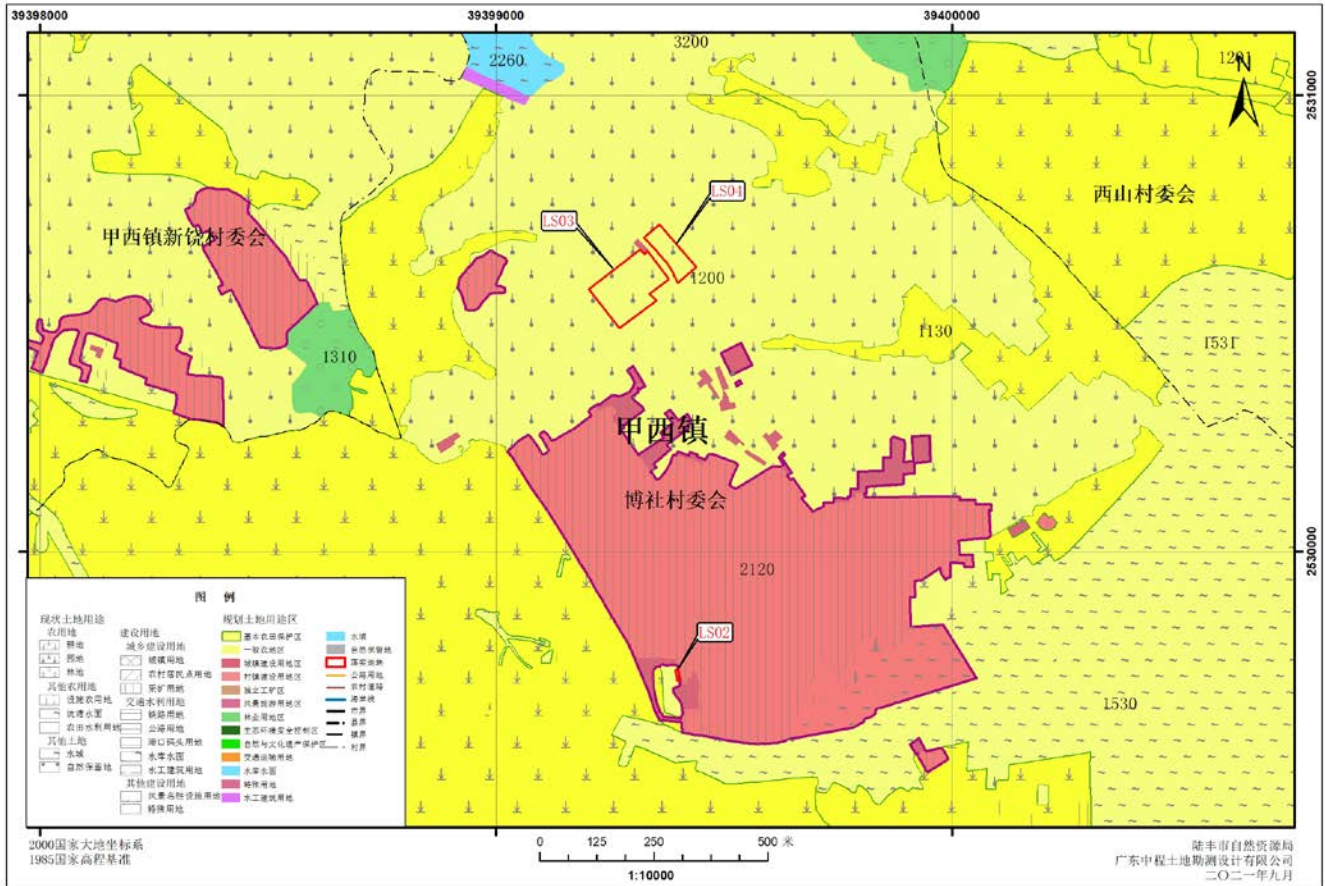 39398000
39399000
39400000
3200
2260
1201
N
2531000
LS04
西山村委会
LS03
甲西镇新饶村委会
1200
1130
1531
1310
甲西镇
博社村委会
2530000
2120
LS02
1530
图 例
现状土地用途
农用地
耕地
园地
林地
其他农用地
设施农用地
坑塘水面
农田水利用地
其他土地
水域
自然保留地
建设用地
城乡建设用地
城镇用地
农村居民点用地
采矿用地
交通水利用地
铁路用地
公路用地
港口码头用地
水库水面
水工建筑用地
其他建设用地
风景名胜设施用地
特殊用地
规划土地用途区
基本农田保护区
一般农地区
城镇建设用地区
村镇建设用地区
独立工矿区
风景旅游用地区
林业用地区
生态环境安全控制区
自然与文化遗产保护区
交通运输用地
水库水面
特殊用地
水工建筑用地
水域
自然保留地
落实地块
公路用地
农村道路
海岸线
市界
县界
镇界
村界
2000国家大地坐标系
1985国家高程基准
0 125 250 500 米
1:10000
陆丰市自然资源局
广东中程土地勘测设计有限公司
二〇二一年九月